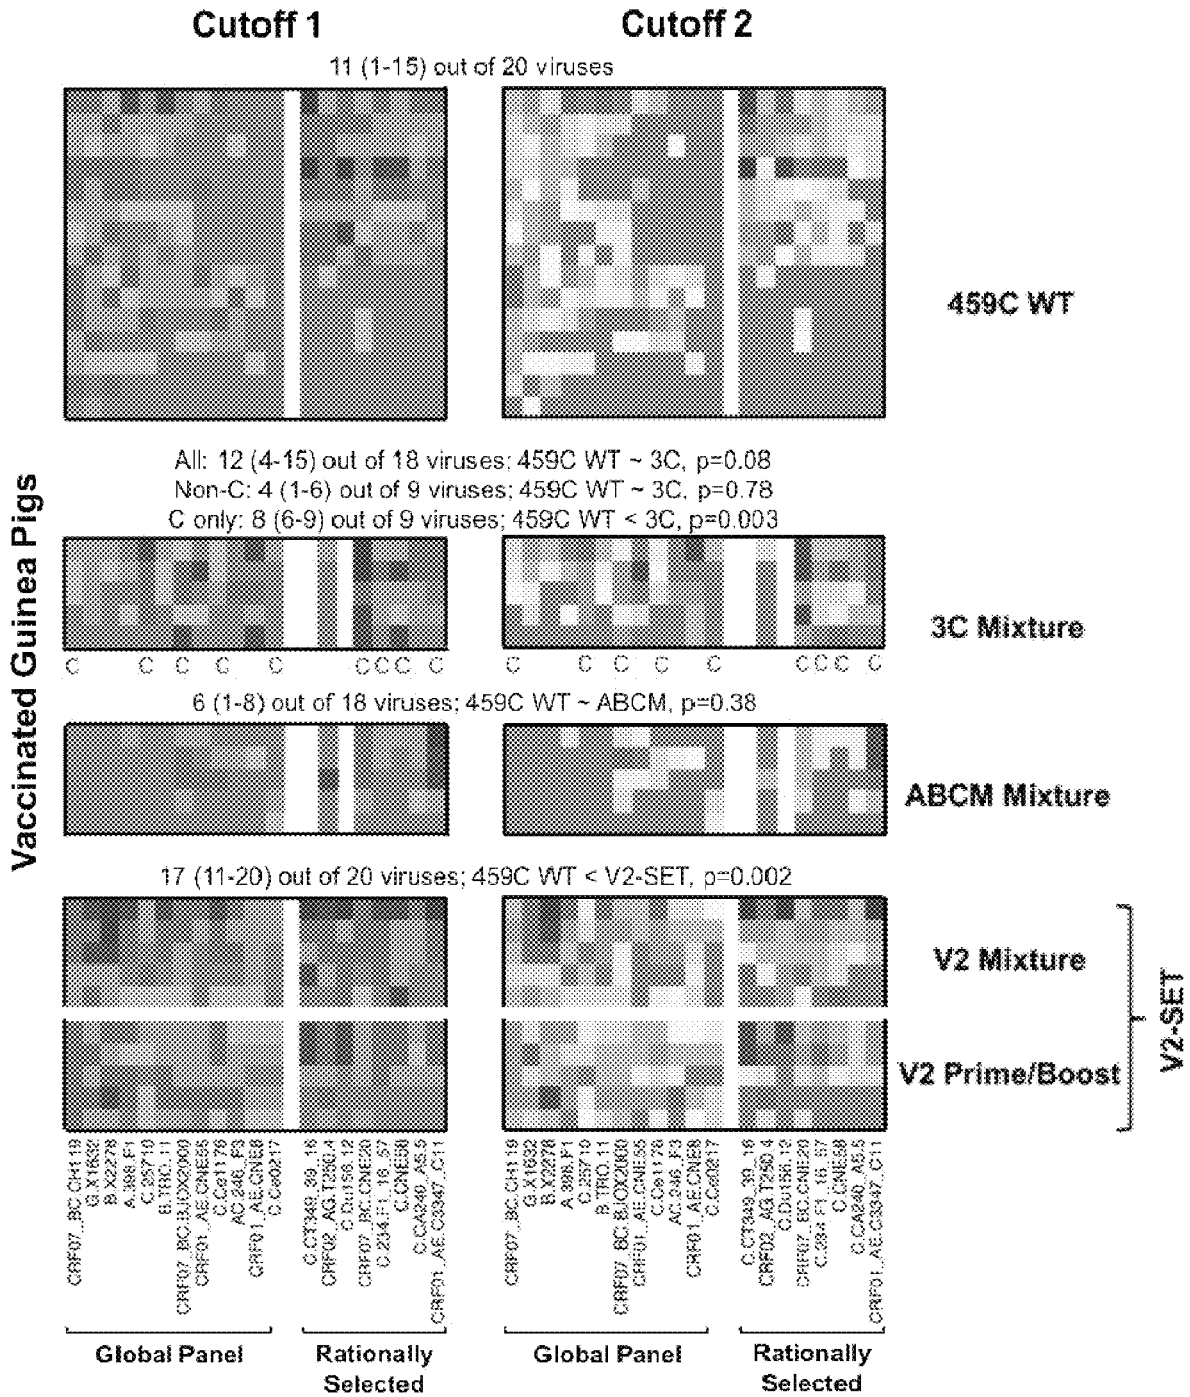 Cutoff 1
Cutoff 2
11 (1-15) out of 20 viruses
459C WT
Vaccinated Guinea Pigs
All: 12 (4-15) out of 18 viruses; 459C WT ~ 3C, p=0.08
Non-C: 4 (1-6) out of 9 viruses; 459C WT ~ 3C, p=0.78
C only: 8 (6-9) out of 9 viruses; 459C WT < 3C, p=0.003
3C Mixture
C C C C C C C C C
C C C C C C C C C
6 (1-8) out of 18 viruses; 459C WT ~ ABCM, p=0.38
ABCM Mixture
17 (11-20) out of 20 viruses; 459C WT < V2-SET, p=0.002
V2 Mixture
V2 Prime/Boost
V2-SET
CRF07_BC.CH119
G.X1632
B.X2278
A.398_F1
C.25710
B.TRO.11
CRF07_BC.BJOX2000
CRF01_AE.CNE55
C.Ce1176
AC.246_F3
CRF01_AE.CNE8
C.Ce0217
C.CT349_39_16
CRF02_AG.T250.4
C.Du156.12
CRF07_BC.CNE20
C.234.F1_16_57
C.CNE58
C.CA240_A5.5
CRF01_AE.C3347_C11
CRF07_BC.CH119
G.X1632
B.X2278
A.398_F1
C.25710
B.TRO.11
CRF07_BC.BJOX2000
CRF01_AE.CNE55
C.Ce1176
AC.246_F3
CRF01_AE.CNE8
C.Ce0217
C.CT349_39_16
CRF02_AG.T250.4
C.Du156.12
CRF07_BC.CNE20
C.CNE58
C.CA240_A5.5
CRF01_AE.C3347_C11
Global Panel
Rationally
Selected
Global Panel
Rationally
Selected